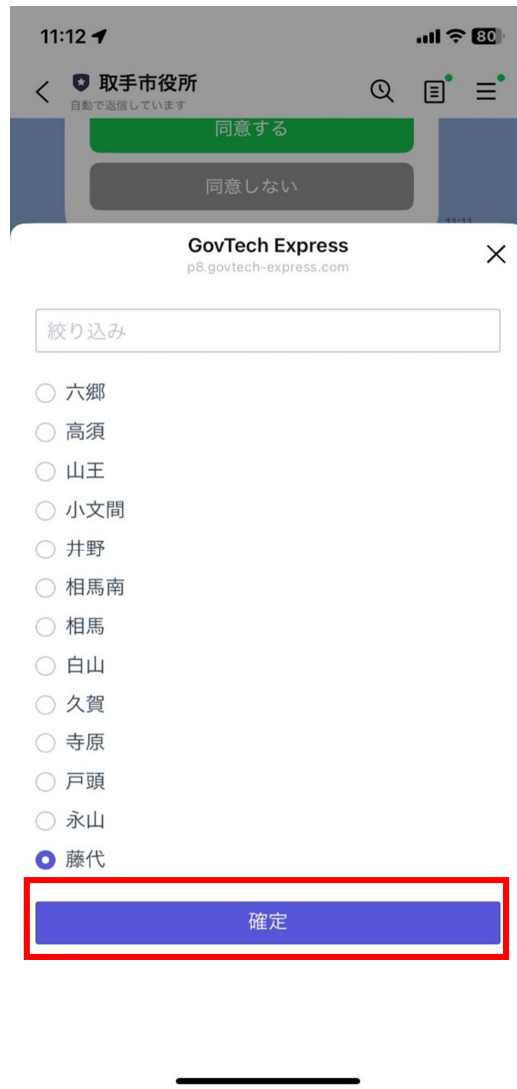 11:12
80
取手市役所
自動で返信しています
同意する
同意しない
11:11
GovTech Express
p8.govtech-express.com
絞り込み
六郷
高須
山王
小文間
井野
相馬南
相馬
白山
久賀
寺原
戸頭
永山
藤代
確定